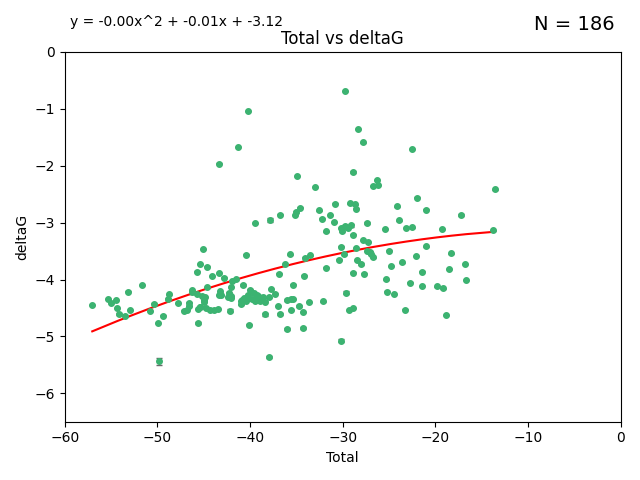 y = -0.00x^2 + -0.01x + -3.12
N = 186
Total vs deltaG
0
−1
−2
−3
−4
−5
−6
deltaG
−60 −50 −40 −30 −20 −10 0
Total